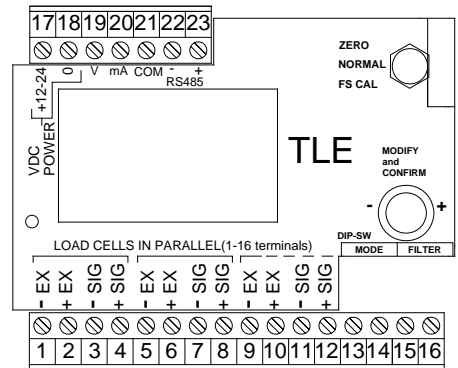 17 18 19 20 21 22 23
+12-24 0 V mA COM - +
RS485
VDC
POWER
ZERO
NORMAL
FS CAL
TLE
MODIFY
and
CONFIRM
- +
DIP-SW
MODE FILTER
LOAD CELLS IN PARALLEL(1-16 terminals)
- EX + EX - SIG + SIG - EX + EX - SIG + SIG - EX + EX - SIG + SIG
1 2 3 4 5 6 7 8 9 10 11 12 13 14 15 16